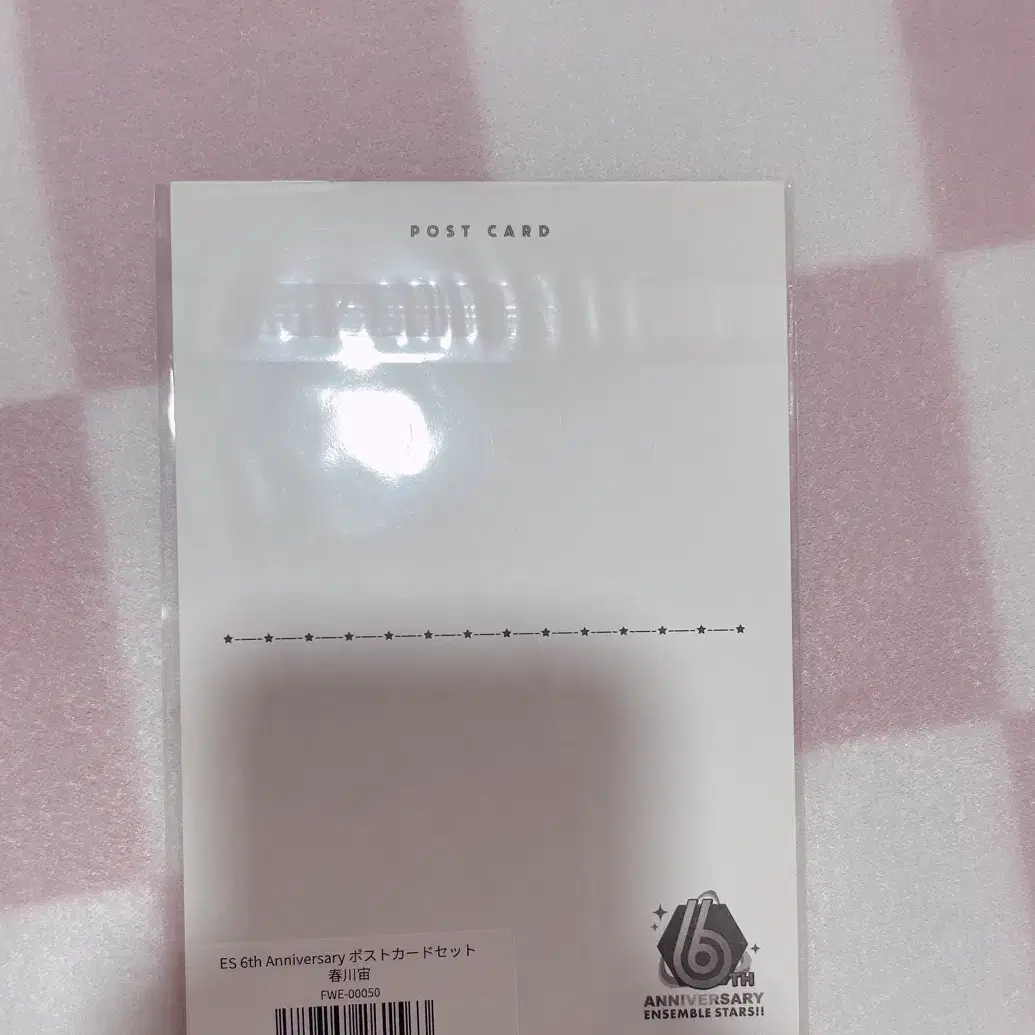 POST CARD
ES 6th Anniversary ポストカードセット
春川宙
FWE-00050
6TH
ANNIVERSARY
ENSEMBLE STARS!!